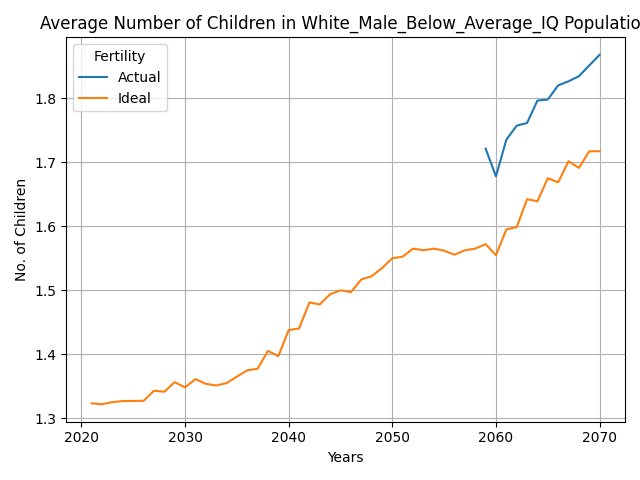 Average Number of Children in White_Male_Below_Average_IQ Populatio
Fertility
Actual
Ideal
1.8
1.7
1.6
1.5
1.4
1.3
No. of Children
2020 2030 2040 2050 2060 2070
Years